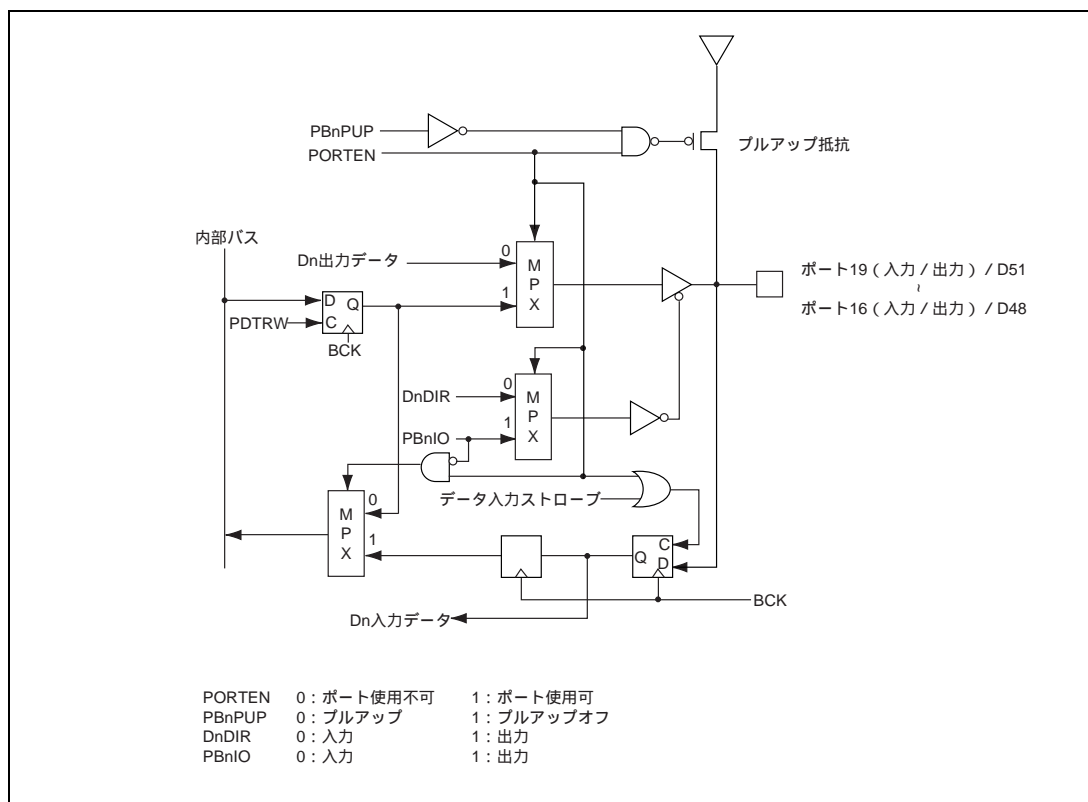 PBnPUP
PORTEN
プルアップ抵抗
内部バス
Dn出力データ
0
M
P
X
1
ポート19（入力 / 出力）/ D51
~
ポート16（入力 / 出力）/ D48
D Q
PDTRW
C
BCK
DnDIR
0
M
P
X
1
PBnIO
データ入力ストローブ
0
M
P
X
1
C
Q
D
BCK
Dn入力データ
PORTEN 0：ポート使用不可 1：ポート使用可
PBnPUP 0：プルアップ 1：プルアップオフ
DnDIR 0：入力 1：出力
PBnIO 0：入力 1：出力